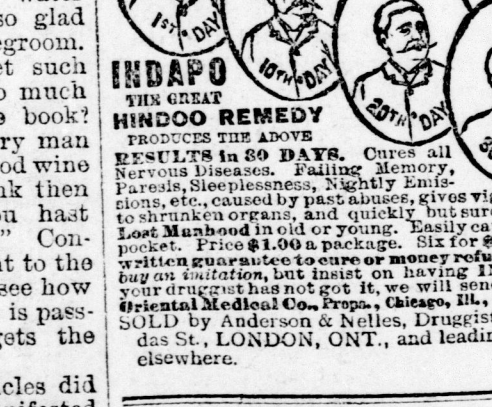 so glad
egroom.
et such
o much
book?
ry man
od wine
nk then
u hast
" Con-
nt to the
see how
is pass-
gets the
cles did
1ST DAY
10TH DAY
20TH DAY
INDAPO
THE GREAT
HINDOO REMEDY
PRODUCES THE ABOVE
RESULTS in 30 DAYS. Cures all
Nervous Diseases. Failing Memory,
Paresis, Sleeplessness, Nightly Emis-
sions, etc., caused by past abuses, gives
to shrunken organs, and quickly but
Lost Manhood in old or young. Easily
pocket. Price $1.00 a package. Six for
written guarantee to cure or money
buy an imitation, but insist on having
your druggist has not got it, we will
Oriental Medical Co., Props., Chicago, Ill.,
SOLD by Anderson & Nelles, Druggist
das St., LONDON, ONT., and
elsewhere.